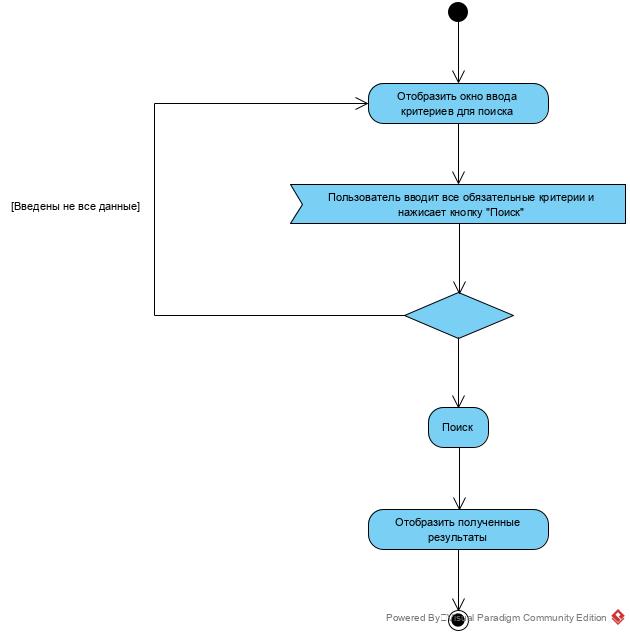 Отобразить окно ввода
критериев для поиска
Пользователь вводит все обязательные критерии и
нажисает кнопку "Поиск"
[Введены не все данные]
Поиск
Отобразить полученные
результаты
Powered By Visual Paradigm Community Edition